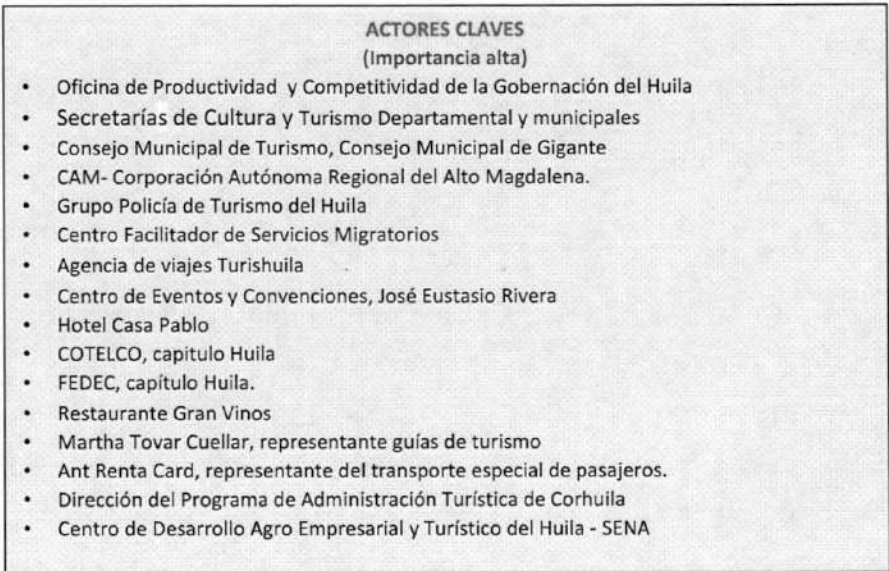 ACTORES CLAVES
(Importancia alta)
• Oficina de Productividad y Competitividad de la Gobernación del Huila
• Secretarías de Cultura y Turismo Departamental y municipales
• Consejo Municipal de Turismo, Consejo Municipal de Gigante
• CAM- Corporación Autónoma Regional del Alto Magdalena.
• Grupo Policía de Turismo del Huila
• Centro Facilitador de Servicios Migratorios
• Agencia de viajes Turishuila
• Centro de Eventos y Convenciones, José Eustasio Rivera
• Hotel Casa Pablo
• COTELCO, capitulo Huila
• FEDEC, capítulo Huila.
• Restaurante Gran Vinos
• Martha Tovar Cuellar, representante guías de turismo
• Ant Renta Card, representante del transporte especial de pasajeros.
• Dirección del Programa de Administración Turística de Corhuila
• Centro de Desarrollo Agro Empresarial y Turístico del Huila - SENA